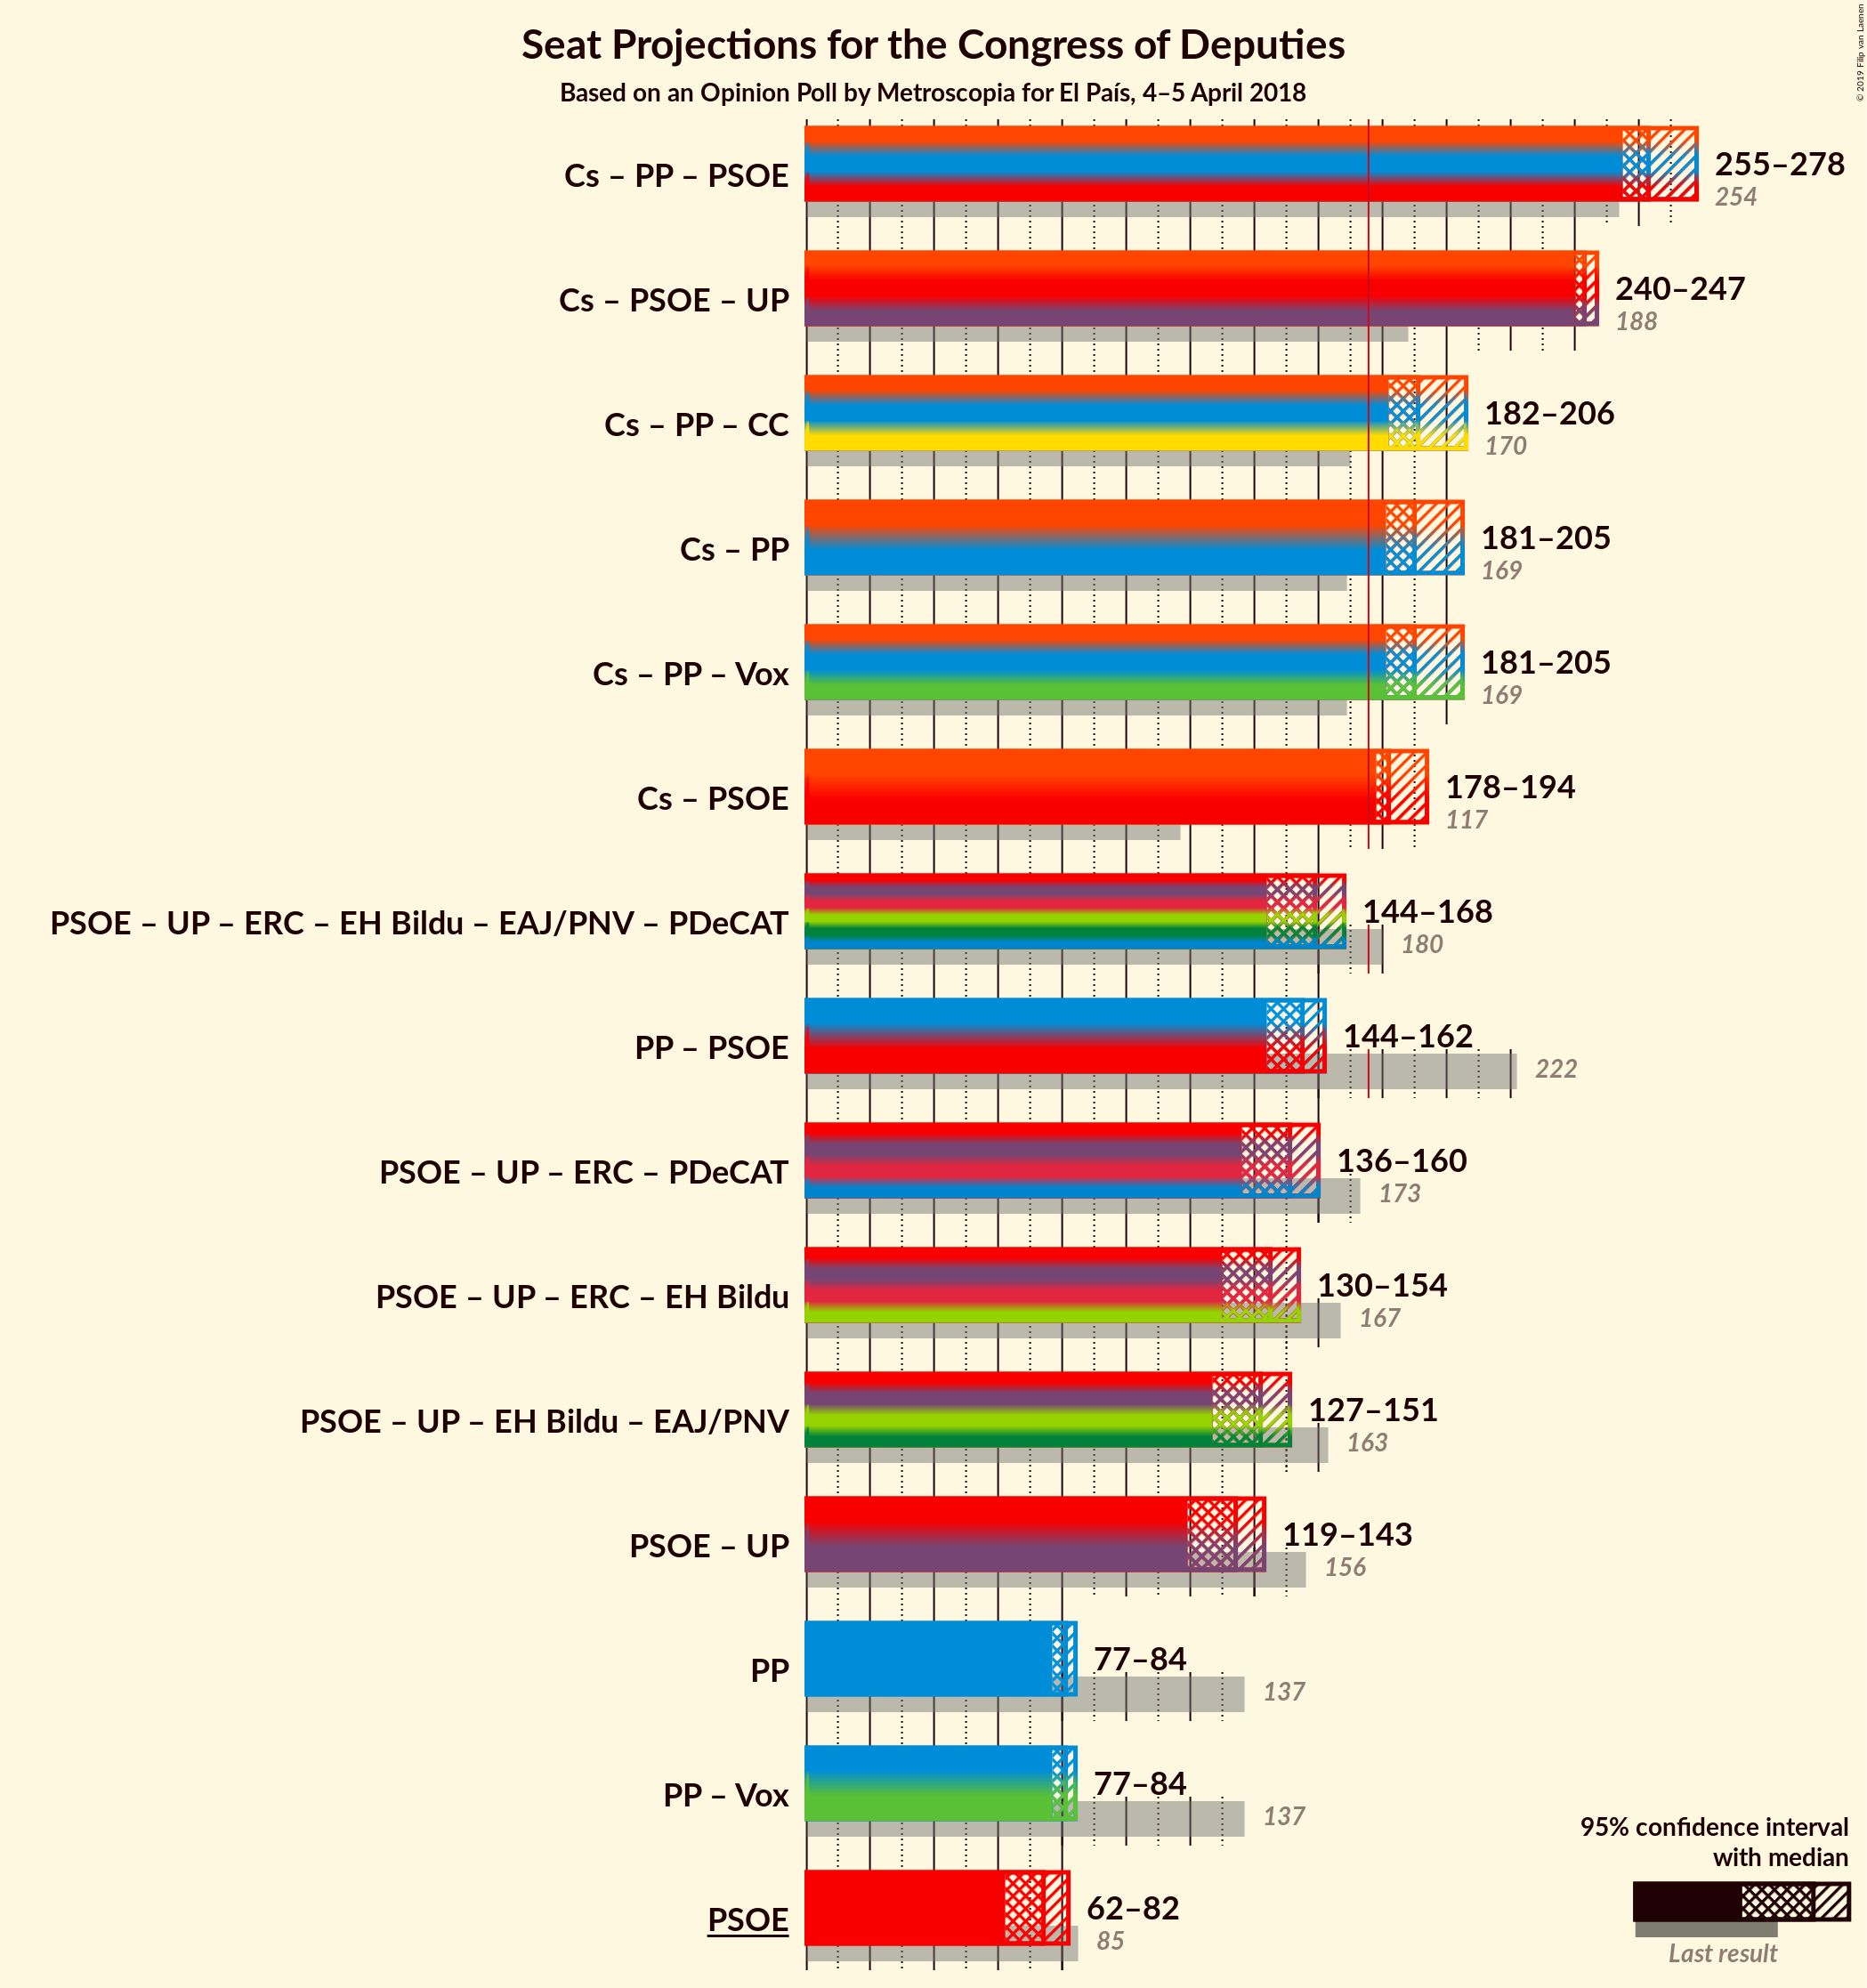 Seat Projections for the Congress of Deputies
Based on an Opinion Poll by Metroscopia for El País, 4–5 April 2018
© 2019 Filip van Laenen
Cs – PP – PSOE
255–278
254
Cs – PSOE – UP
240–247
188
Cs – PP – CC
182–206
170
Cs – PP
181–205
169
Cs – PP – Vox
181–205
169
Cs – PSOE
178–194
117
PSOE – UP – ERC – EH Bildu – EAJ/PNV – PDeCAT
144–168
180
PP – PSOE
144–162
222
PSOE – UP – ERC – PDeCAT
136–160
173
PSOE – UP – ERC – EH Bildu
130–154
167
PSOE – UP – EH Bildu – EAJ/PNV
127–151
163
PSOE – UP
119–143
156
PP
77–84
137
PP – Vox
77–84
137
PSOE
62–82
85
95% confidence interval
with median
Last result